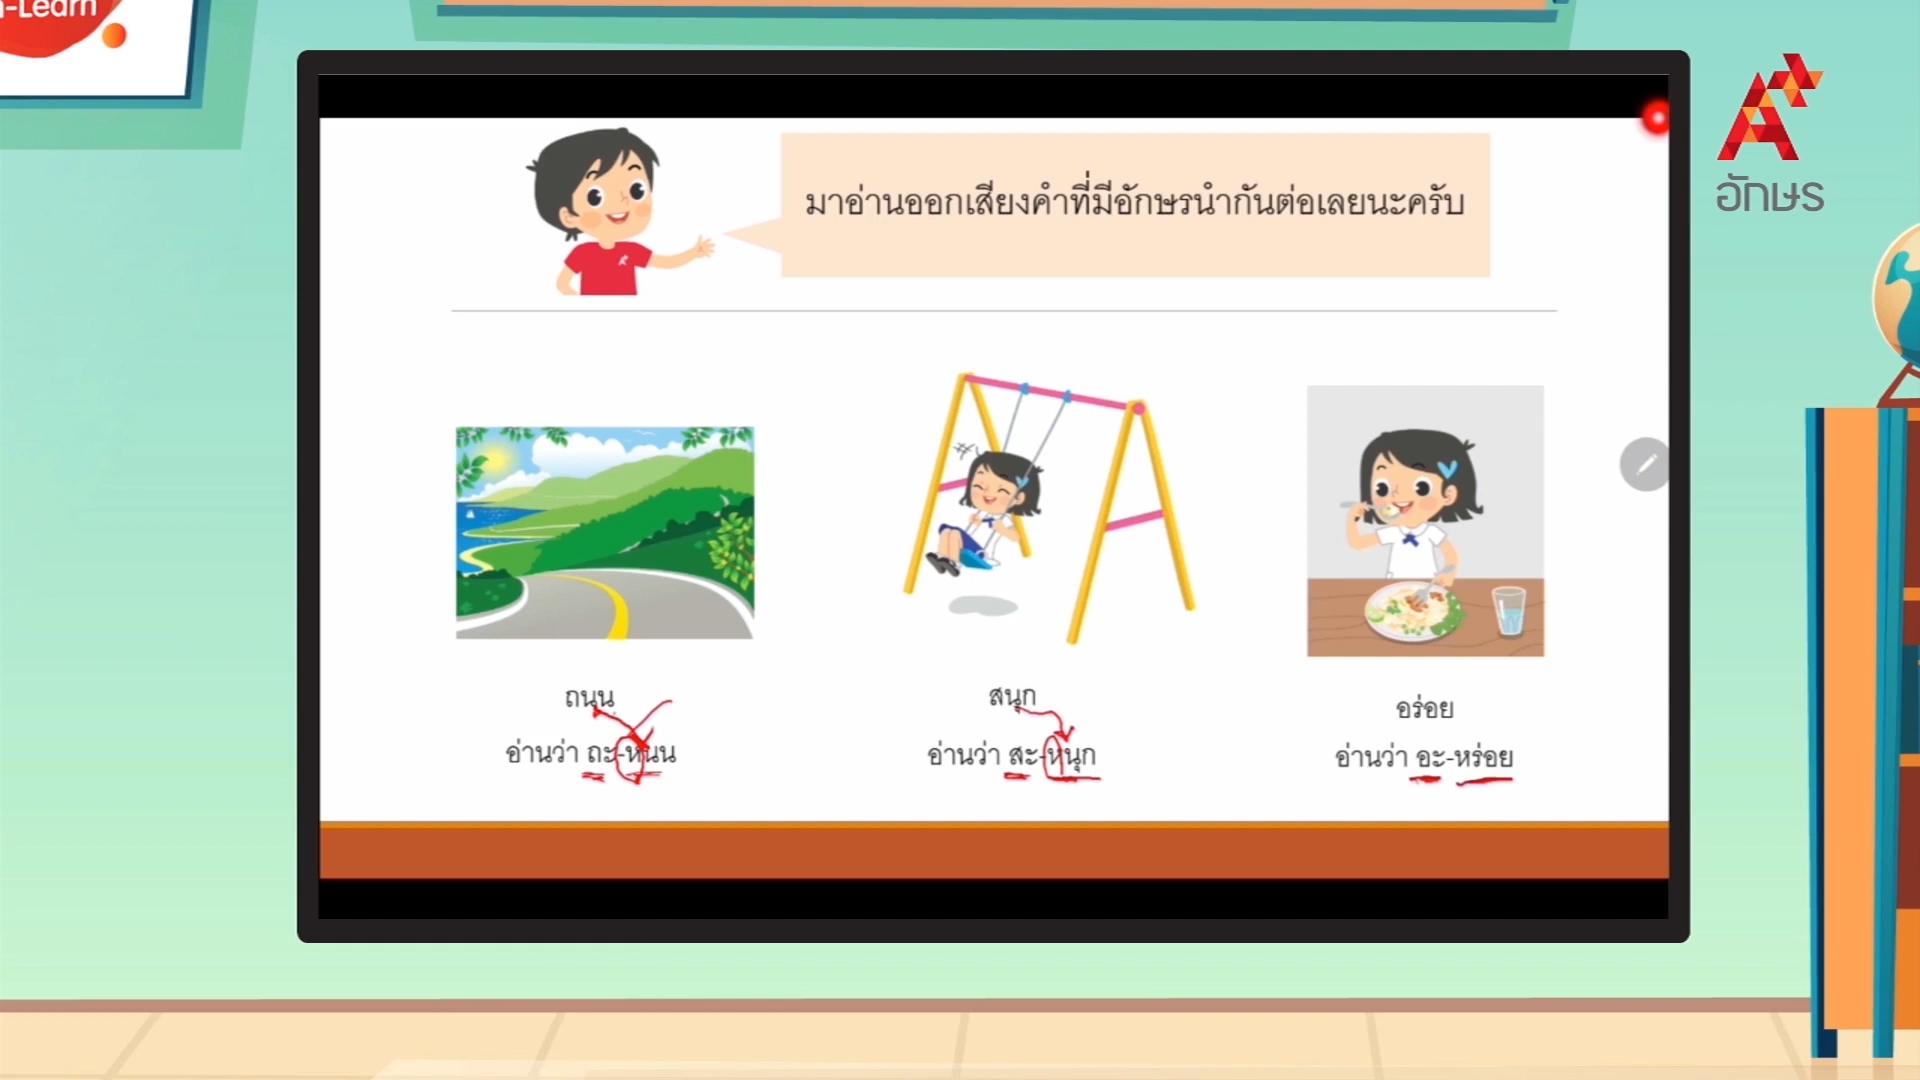 -Learn
อักษร
มาอ่านออกเสียงคำที่มีอักษรนำกันต่อเลยนะครับ
ถนน
อ่านว่า ถะ-หนน
สนุก
อ่านว่า สะ-หนุก
อร่อย
อ่านว่า อะ-หร่อย